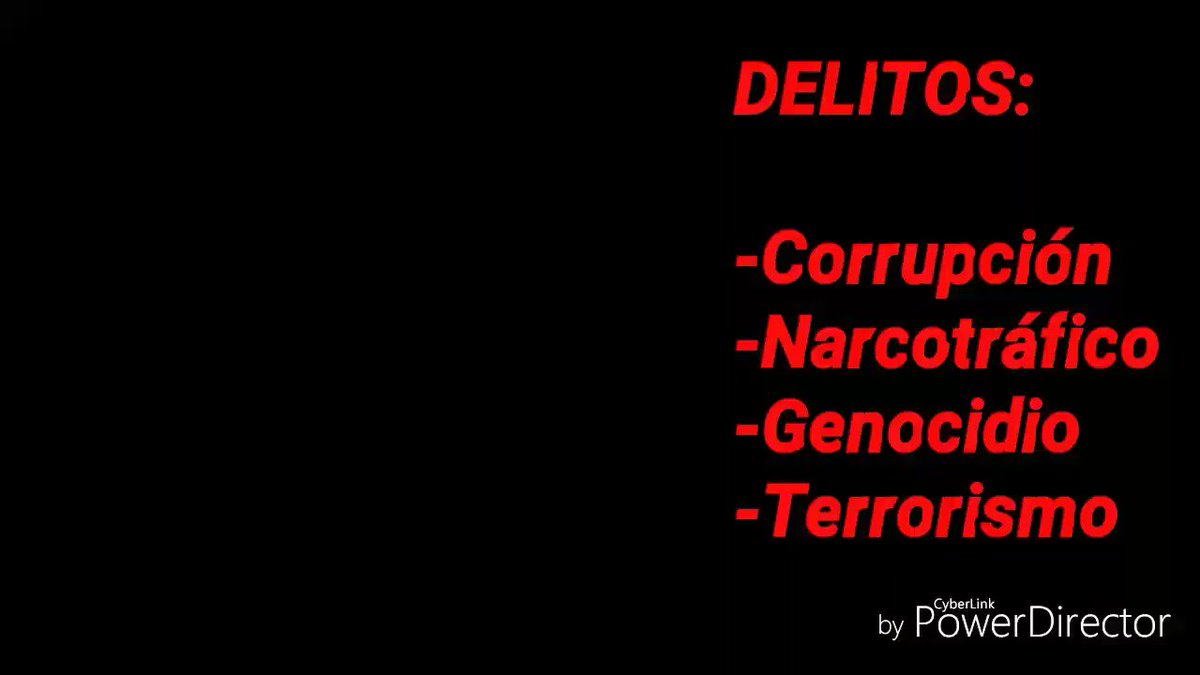 DELITOS:
-Corrupción
-Narcotráfico
-Genocidio
-Terrorismo
CyberLink
by PowerDirector